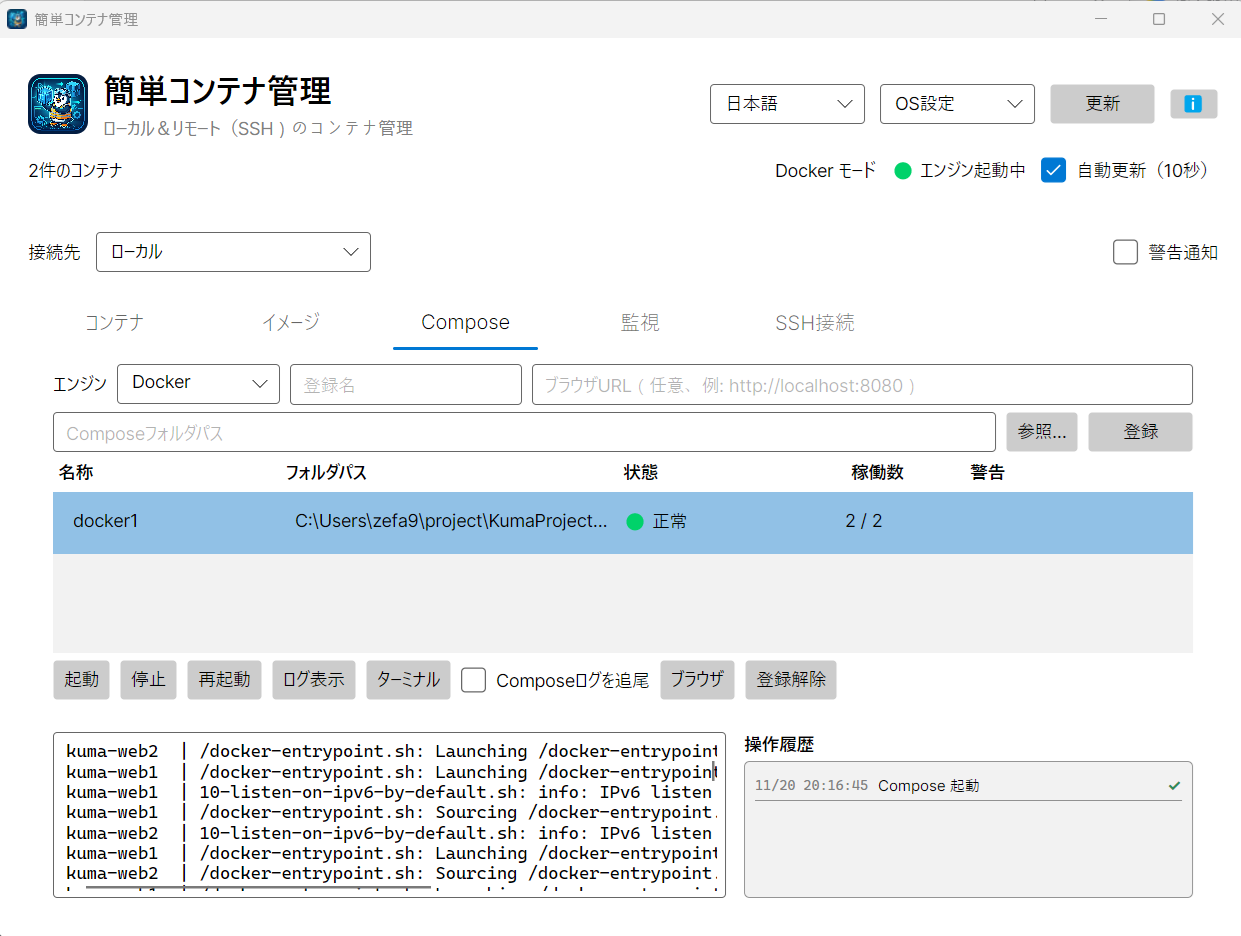 簡単コンテナ管理
簡単コンテナ管理
ローカル＆リモート（SSH）のコンテナ管理
日本語
OS設定
更新
2件のコンテナ
Docker モード
エンジン起動中
自動更新（10秒）
接続先
ローカル
警告通知
コンテナ
イメージ
Compose
監視
SSH接続
エンジン
Docker
登録名
ブラウザURL（任意、例: http://localhost:8080）
Composeフォルダパス
参照...
登録
名称 フォルダパス 状態 稼働数 警告
docker1 C:\Users\zefa9\project\KumaProject... 正常 2 / 2
起動
停止
再起動
ログ表示
ターミナル
Composeログを追尾
ブラウザ
登録解除
kuma-web2 | /docker-entrypoint.sh: Launching /docker-entrypoint
kuma-web1 | /docker-entrypoint.sh: Launching /docker-entrypoint
kuma-web1 | 10-listen-on-ipv6-by-default.sh: info: IPv6 listen
kuma-web1 | /docker-entrypoint.sh: Sourcing /docker-entrypoint.
kuma-web2 | 10-listen-on-ipv6-by-default.sh: info: IPv6 listen
kuma-web1 | /docker-entrypoint.sh: Launching /docker-entrypoint
kuma-web2 | /docker-entrypoint.sh: Sourcing /docker-entrypoint.
操作履歴
11/20 20:16:45 Compose 起動